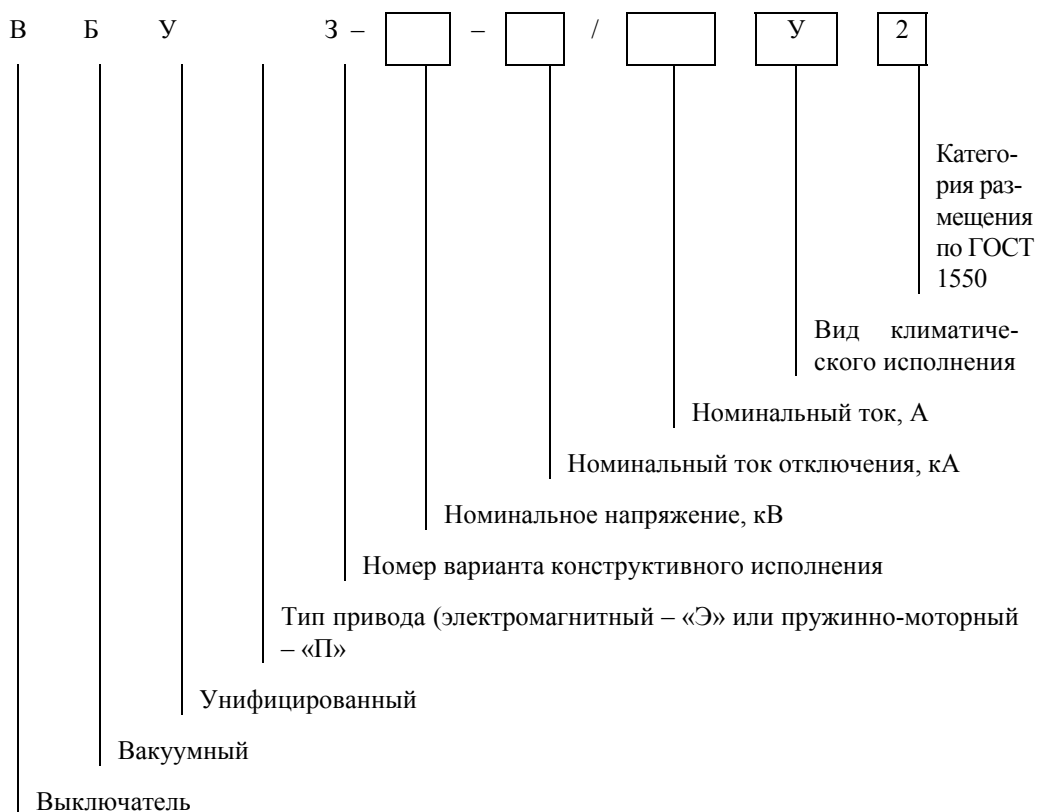 В Б У З – – / У 2
Катего-
рия раз-
мещения
по ГОСТ
1550
Вид климатиче-
ского исполнения
Номинальный ток, А
Номинальный ток отключения, кА
Номинальное напряжение, кВ
Номер варианта конструктивного исполнения
Тип привода (электромагнитный – «Э» или пружинно-моторный
– «П»
Унифицированный
Вакуумный
Выключатель